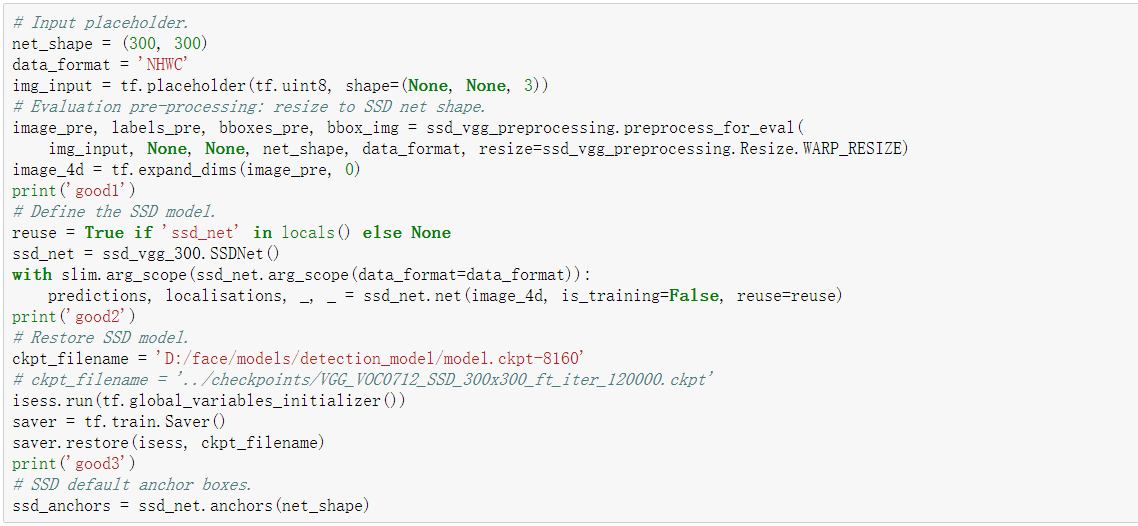 # Input placeholder.
net_shape = (300, 300)
data_format = 'NHWC'
img_input = tf.placeholder(tf.uint8, shape=(None, None, 3))
# Evaluation pre-processing: resize to SSD net shape.
image_pre, labels_pre, bboxes_pre, bbox_img = ssd_vgg_preprocessing.preprocess_for_eval(
    img_input, None, None, net_shape, data_format, resize=ssd_vgg_preprocessing.Resize.WARP_RESIZE)
image_4d = tf.expand_dims(image_pre, 0)
print('good1')
# Define the SSD model.
reuse = True if 'ssd_net' in locals() else None
ssd_net = ssd_vgg_300.SSDNet()
with slim.arg_scope(ssd_net.arg_scope(data_format=data_format)):
    predictions, localisations, _, _ = ssd_net.net(image_4d, is_training=False, reuse=reuse)
print('good2')
# Restore SSD model.
ckpt_filename = 'D:/face/models/detection_model/model.ckpt-8160'
# ckpt_filename = '../checkpoints/VGG_VOC0712_SSD_300x300_ft_iter_120000.ckpt'
isess.run(tf.global_variables_initializer())
saver = tf.train.Saver()
saver.restore(isess, ckpt_filename)
print('good3')
# SSD default anchor boxes.
ssd_anchors = ssd_net.anchors(net_shape)